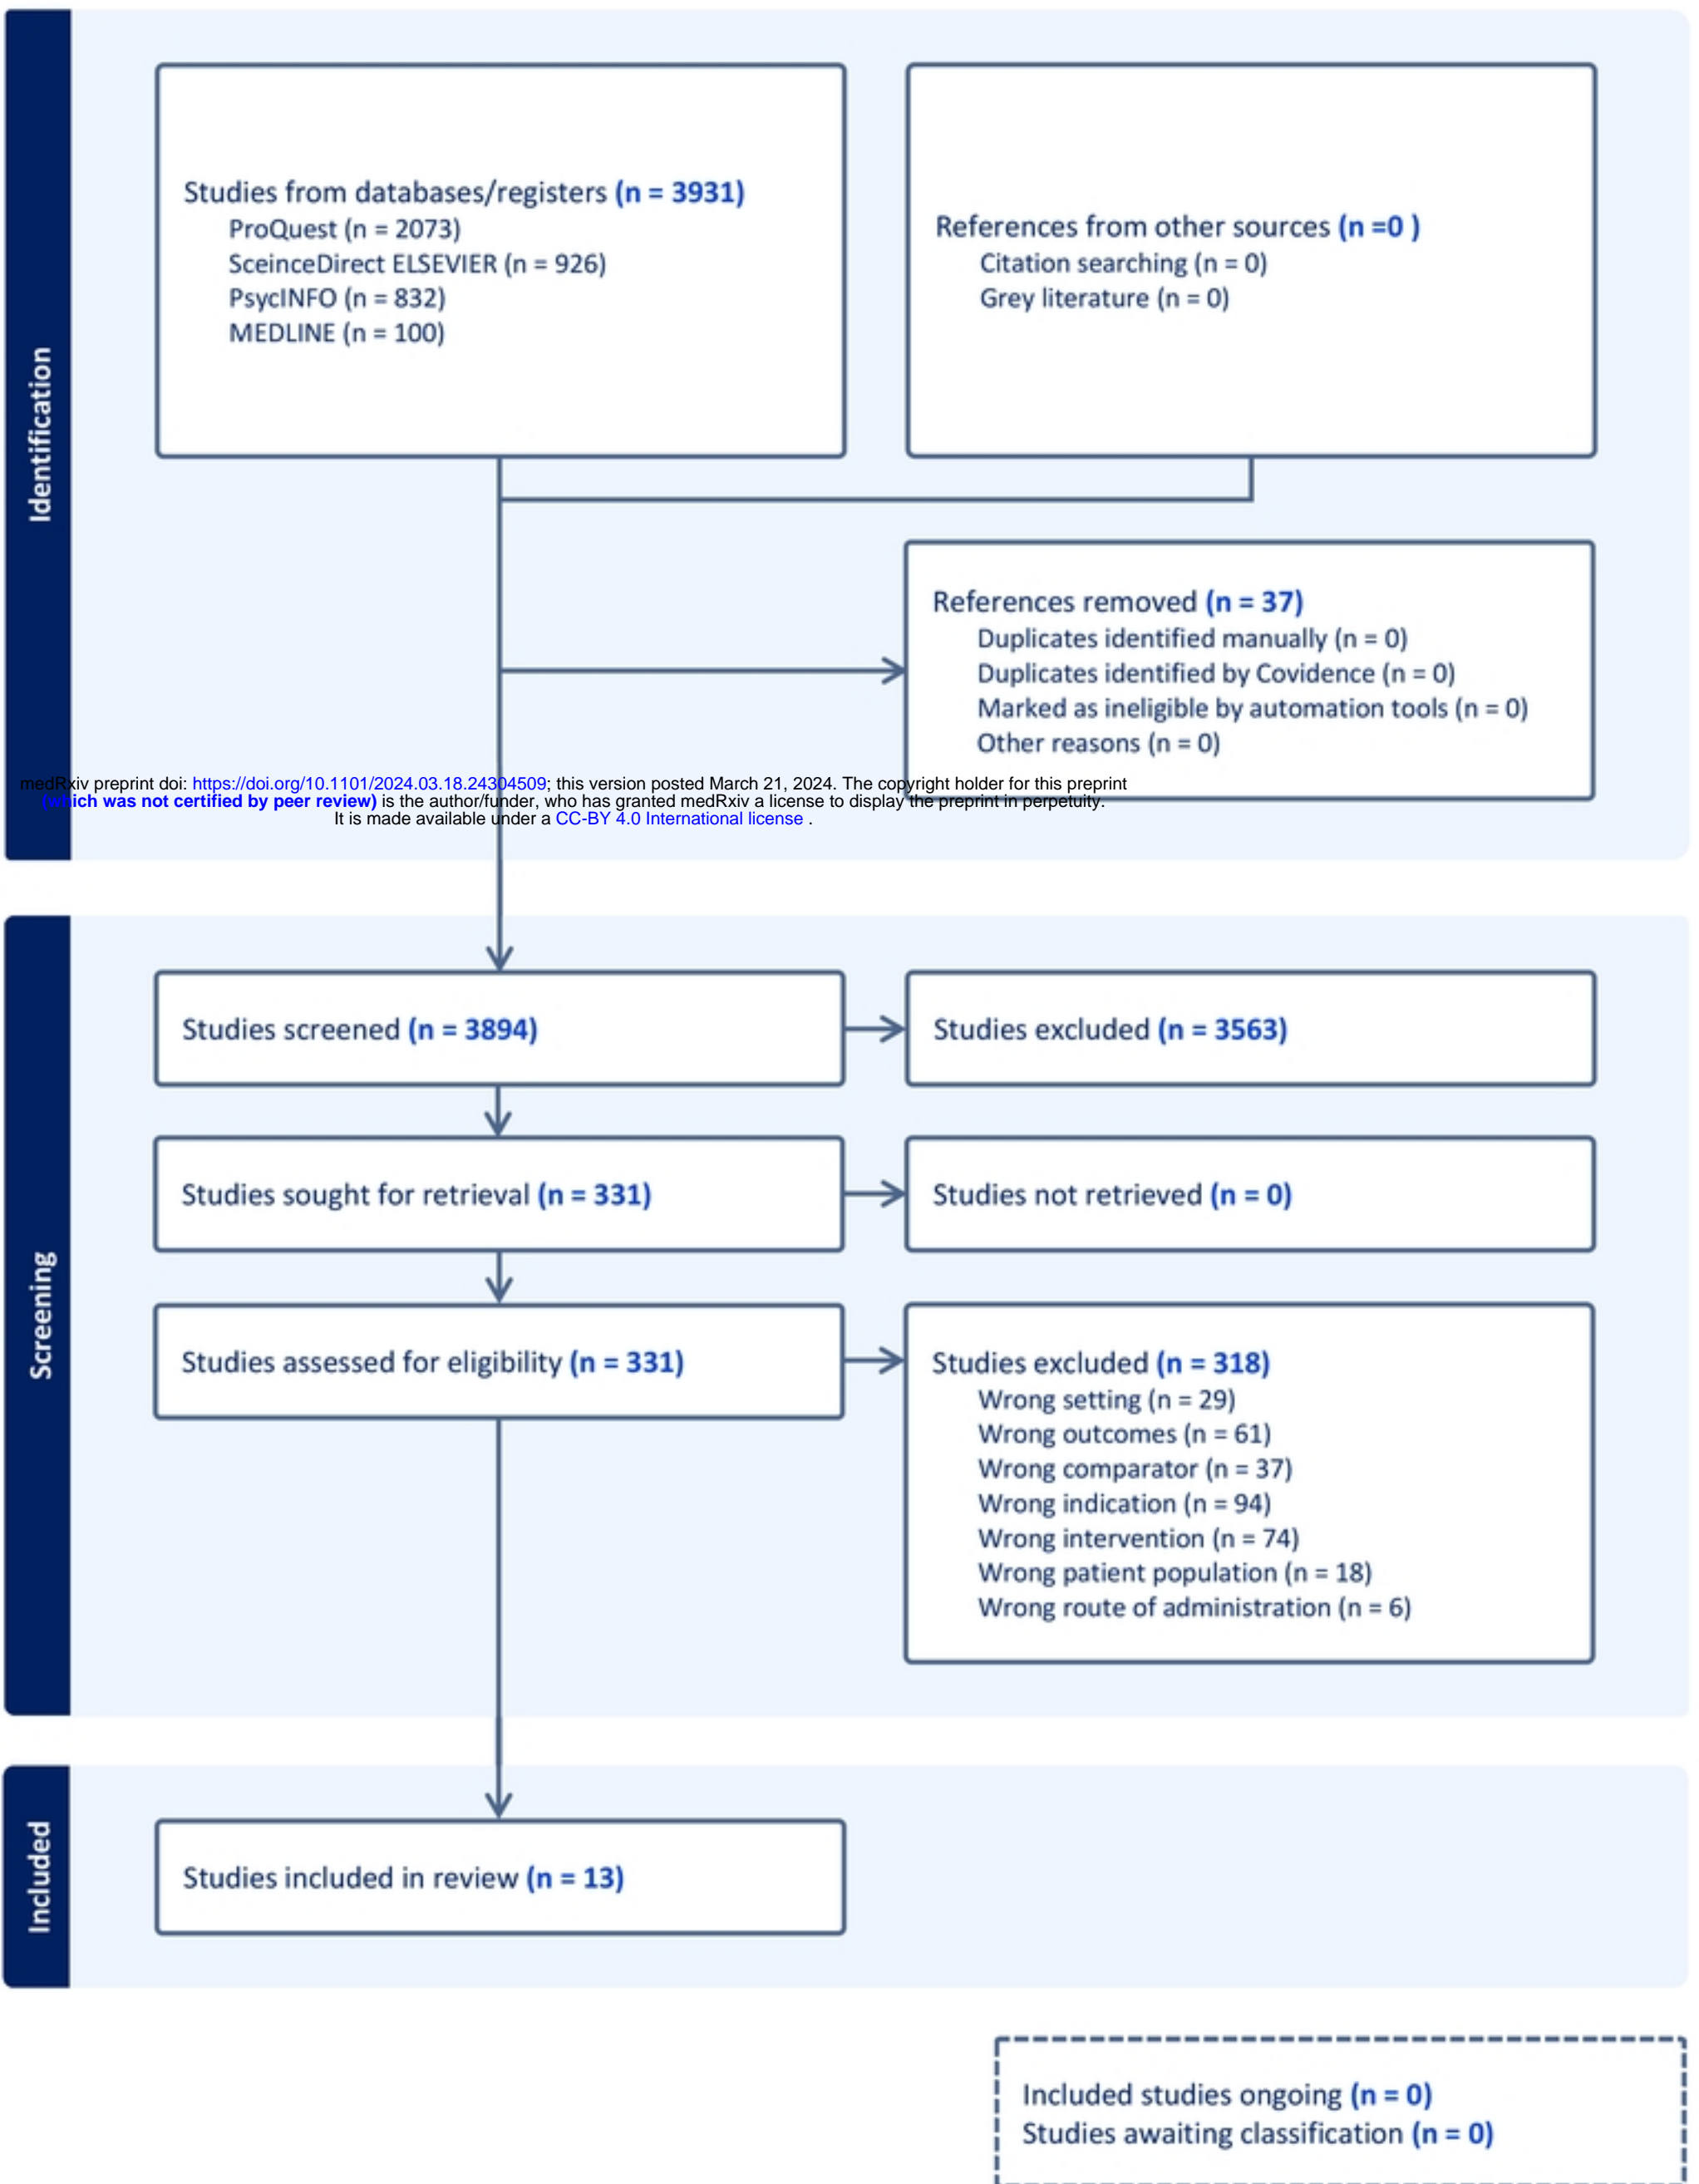 Identification
Studies from databases/registers (n = 3931)
ProQuest (n = 2073)
SceinceDirect ELSEVIER (n = 926)
PsycINFO (n = 832)
MEDLINE (n = 100)
References from other sources (n =0 )
Citation searching (n = 0)
Grey literature (n = 0)
References removed (n = 37)
Duplicates identified manually (n = 0)
Duplicates identified by Covidence (n = 0)
Marked as ineligible by automation tools (n = 0)
Other reasons (n = 0)
medRxiv preprint doi: https://doi.org/10.1101/2024.03.18.24304509; this version posted March 21, 2024. The copyright holder for this preprint
(which was not certified by peer review) is the author/funder, who has granted medRxiv a license to display the preprint in perpetuity.
It is made available under a CC-BY 4.0 International license .
Screening
Studies screened (n = 3894)
Studies excluded (n = 3563)
Studies sought for retrieval (n = 331)
Studies not retrieved (n = 0)
Studies assessed for eligibility (n = 331)
Studies excluded (n = 318)
Wrong setting (n = 29)
Wrong outcomes (n = 61)
Wrong comparator (n = 37)
Wrong indication (n = 94)
Wrong intervention (n = 74)
Wrong patient population (n = 18)
Wrong route of administration (n = 6)
Included
Studies included in review (n = 13)
Included studies ongoing (n = 0)
Studies awaiting classification (n = 0)